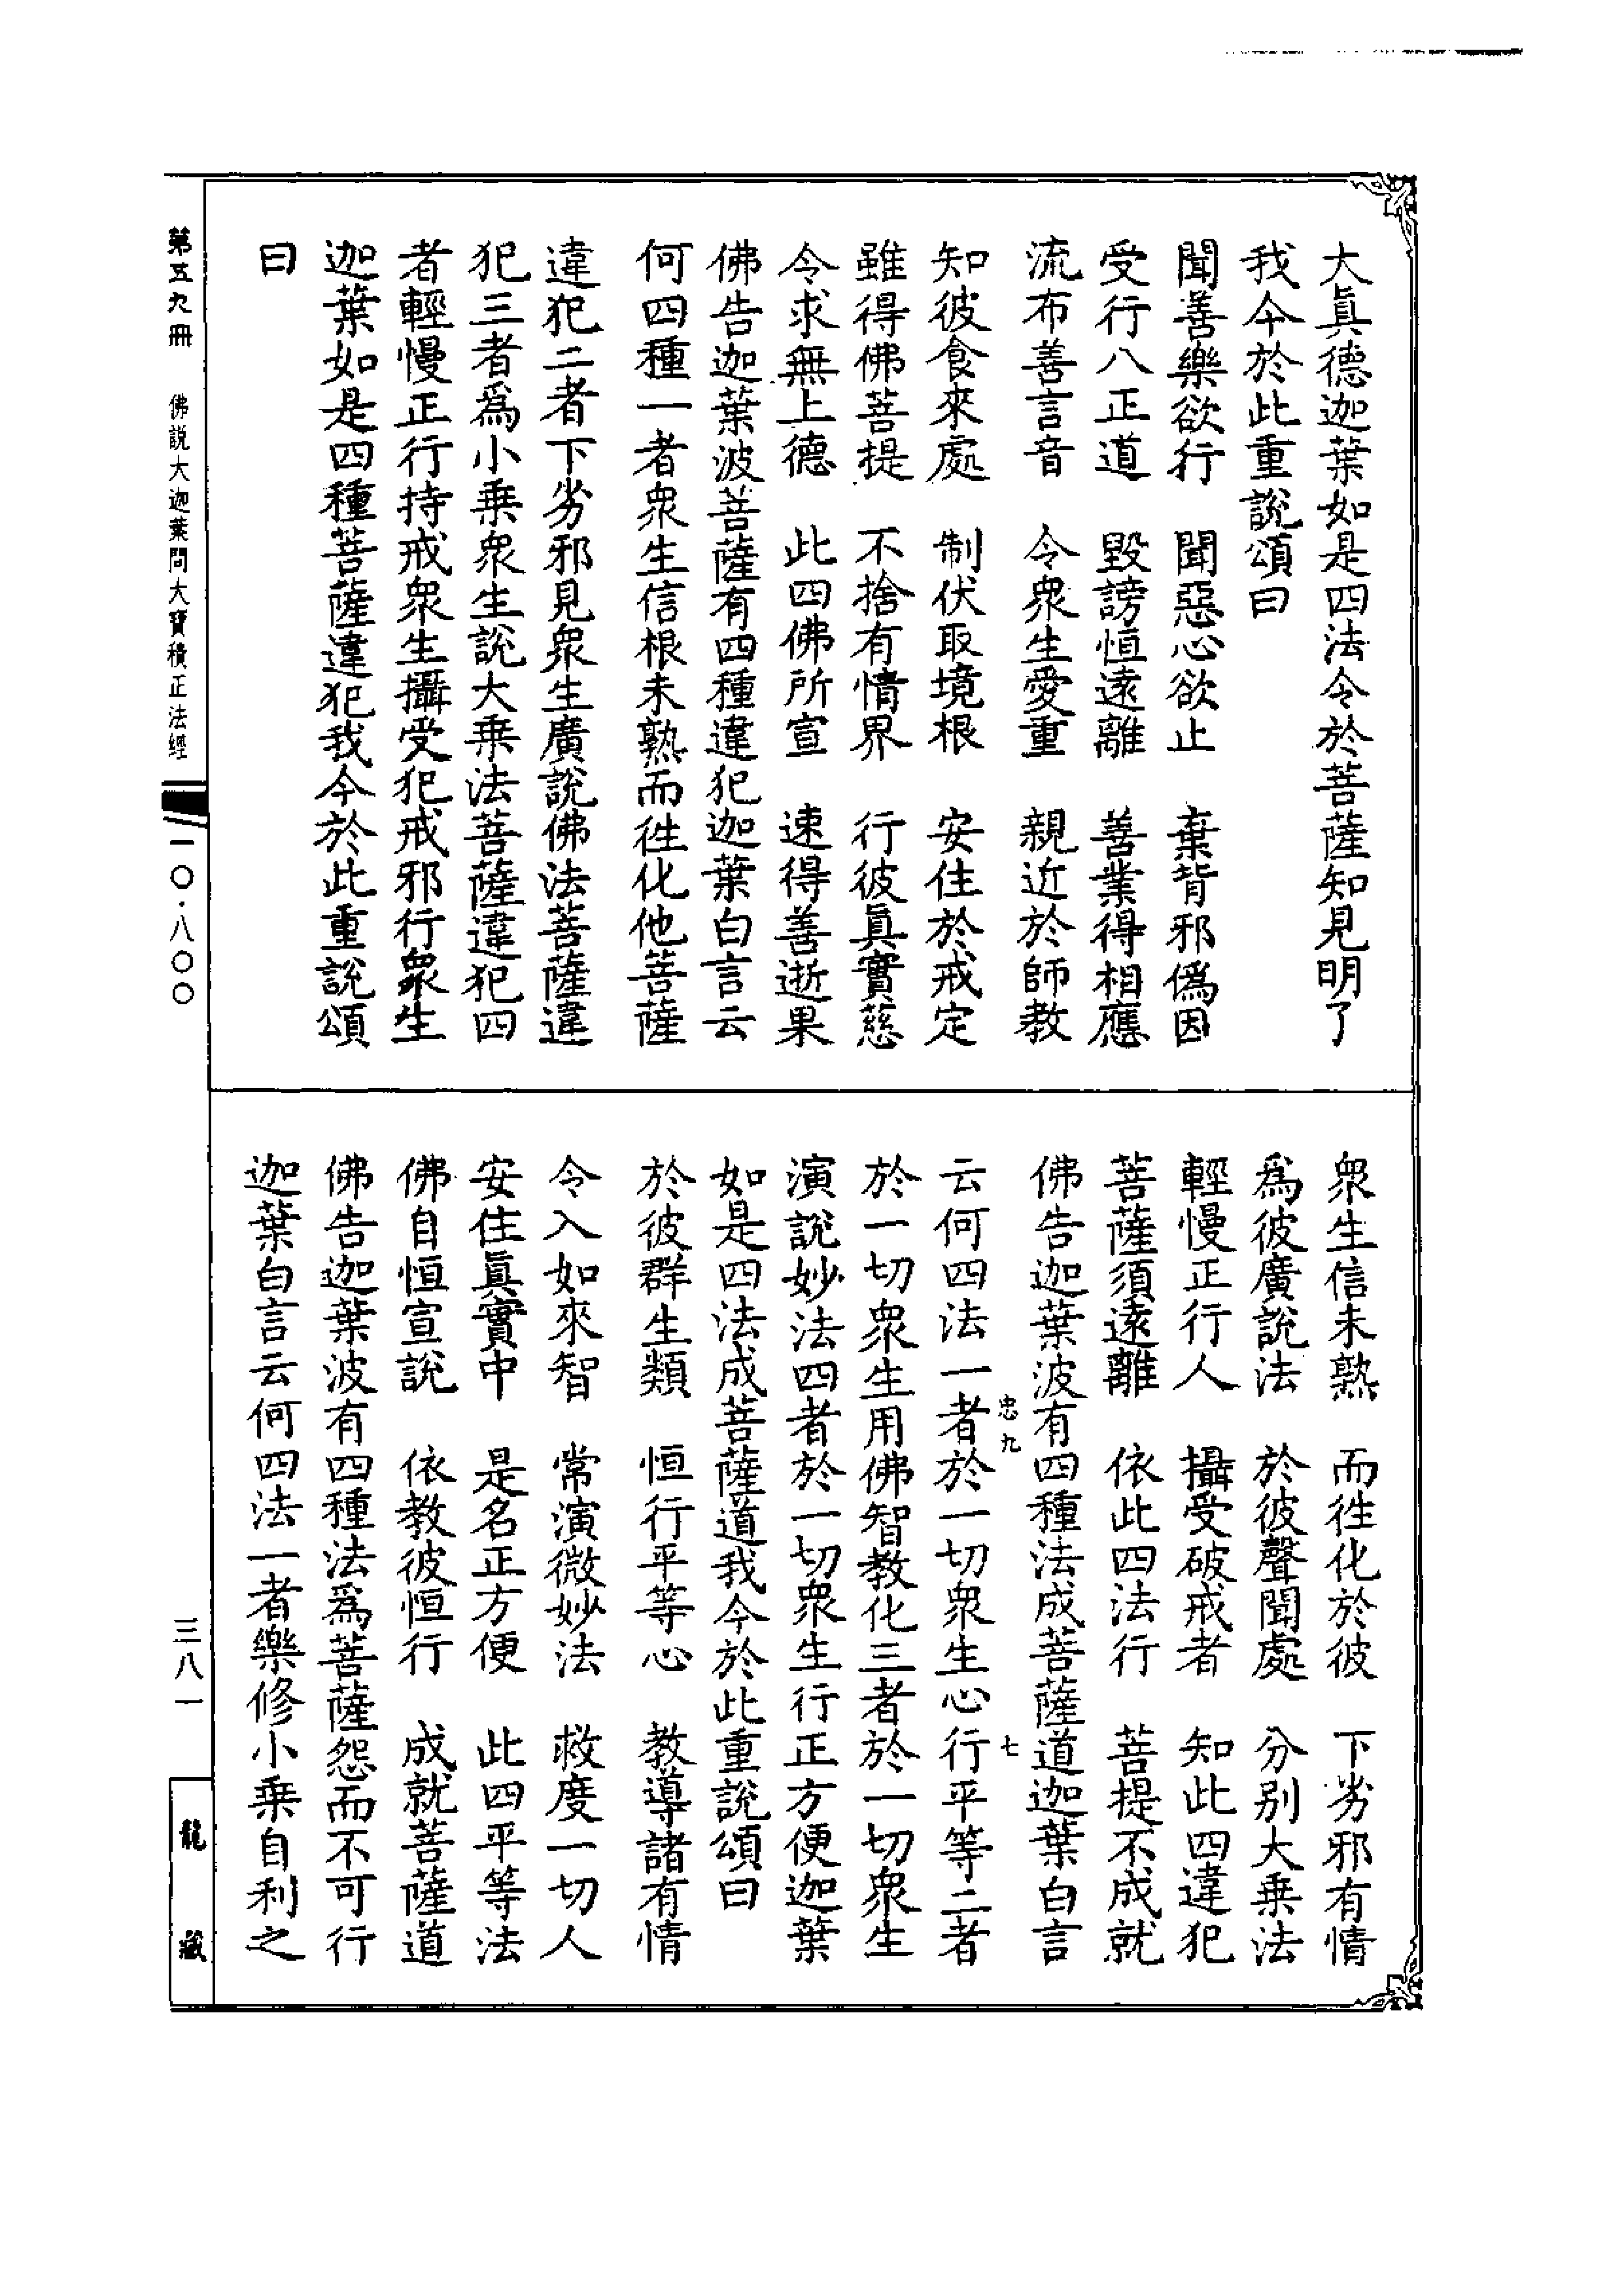 大眞德迦葉如是四法令於菩薩知見明了
我今於此重說頌曰
聞善樂欲行　聞惡心欲止　棄背邪僞因
受行八正道　毀謗恒遠離　善業得相應
流布善言音　令衆生愛重　親近於師教
知彼食來處　制伏取境根　安住於戒定
雖得佛菩提　不捨有情界　行彼眞實慈
令求無上德　此四佛所宣　速得善逝果
佛告迦葉波菩薩有四種違犯迦葉白言云
何四種一者衆生信根未熟而徃化他菩薩
違犯二者下劣邪見衆生廣說佛法菩薩違
犯三者爲小乗衆生說大乗法菩薩違犯四
者輕慢正行持戒衆生攝受犯戒邪行衆生
迦葉如是四種菩薩違犯我今於此重說頌
曰
衆生信未熟　而徃化於彼　下劣邪有情
爲彼廣說法　於彼聲聞處　分别大乗法
輕慢正行人　攝受破戒者　知此四違犯
菩薩須遠離　依此四法行　菩提不成就
佛告迦葉波有四種法成菩薩道迦葉白言
忠九　七
云何四法一者於一切衆生心行平等二者
於一切衆生用佛智教化三者於一切衆生
演說妙法四者於一切衆生行正方便迦葉
如是四法成菩薩道我今於此重說頌曰
於彼群生類　恒行平等心　教導諸有情
令入如來智　常演微妙法　救度一切人
安住眞實中　是名正方便　此四平等法
佛自恒宣說　依教彼恒行　成就菩薩道
佛告迦葉波有四種法爲菩薩怨而不可行
迦葉白言云何四法一者樂修小乗自利之
第五九冊　佛説大迦葉問大寶積正法經　一〇·八〇〇　三八一　龍藏